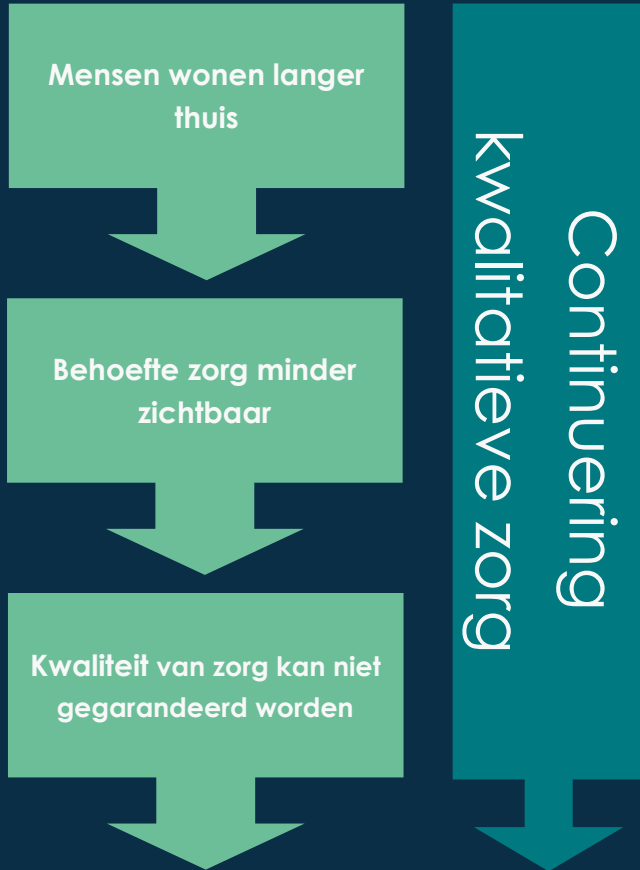 Mensen wonen langer
thuis
Behoefte zorg minder
zichtbaar
Kwaliteit van zorg kan niet
gegarandeerd worden
Continuering
kwalitatieve zorg